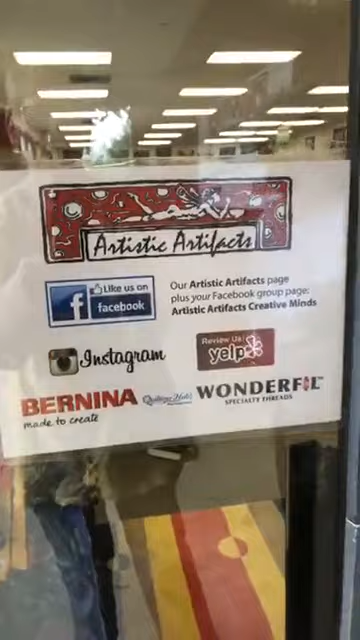 Artistic Artifacts
Like us on
facebook
Our Artistic Artifacts page
plus your Facebook group page:
Artistic Artifacts Creative Minds
Instagram
Review Us
yelp
BERNINA
made to create
WONDERFIL
SPECIALTY THREADS